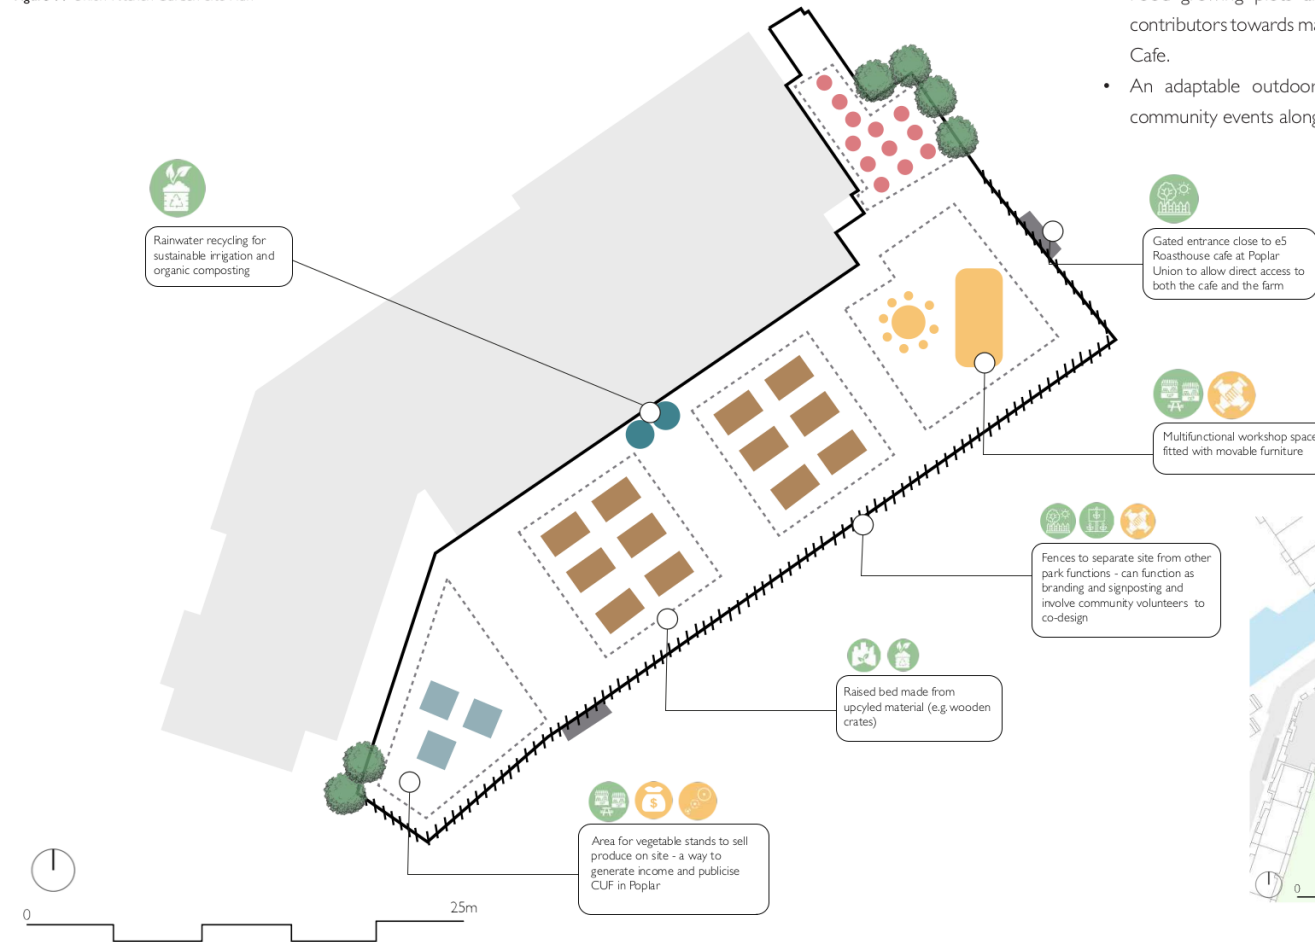 contributors towards ma
Cafe.
• An adaptable outdoor
community events along
Rainwater recycling for
sustainable irrigation and
organic composting
Gated entrance close to e5
Roasthouse cafe at Poplar
Union to allow direct access to
both the cafe and the farm
Multifunctional workshop space
fitted with movable furniture
Fences to separate site from other
park functions - can function as
branding and signposting and
involve community volunteers to
co-design
Raised bed made from
upcyled material (e.g. wooden
crates)
$
Area for vegetable stands to sell
produce on site - a way to
generate income and publicise
CUF in Poplar
0
25m
0